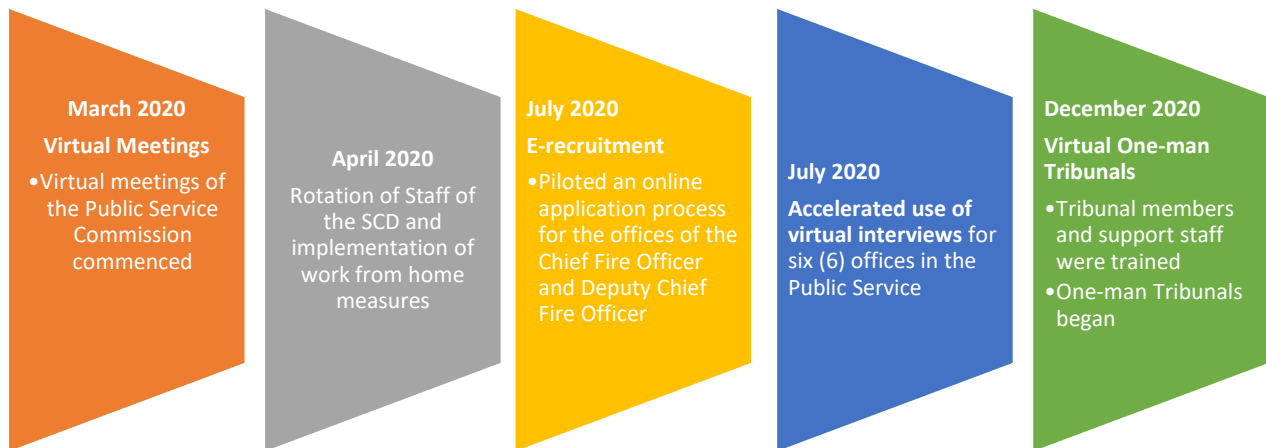 March 2020
Virtual Meetings
•Virtual meetings of
the Public Service
Commission
commenced
April 2020
Rotation of Staff of
the SCD and
implementation of
work from home
measures
July 2020
E-recruitment
•Piloted an online
application process
for the offices of the
Chief Fire Officer
and Deputy Chief
Fire Officer
July 2020
Accelerated use of
virtual interviews for
six (6) offices in the
Public Service
December 2020
Virtual One-man
Tribunals
•Tribunal members
and support staff
were trained
•One-man Tribunals
began